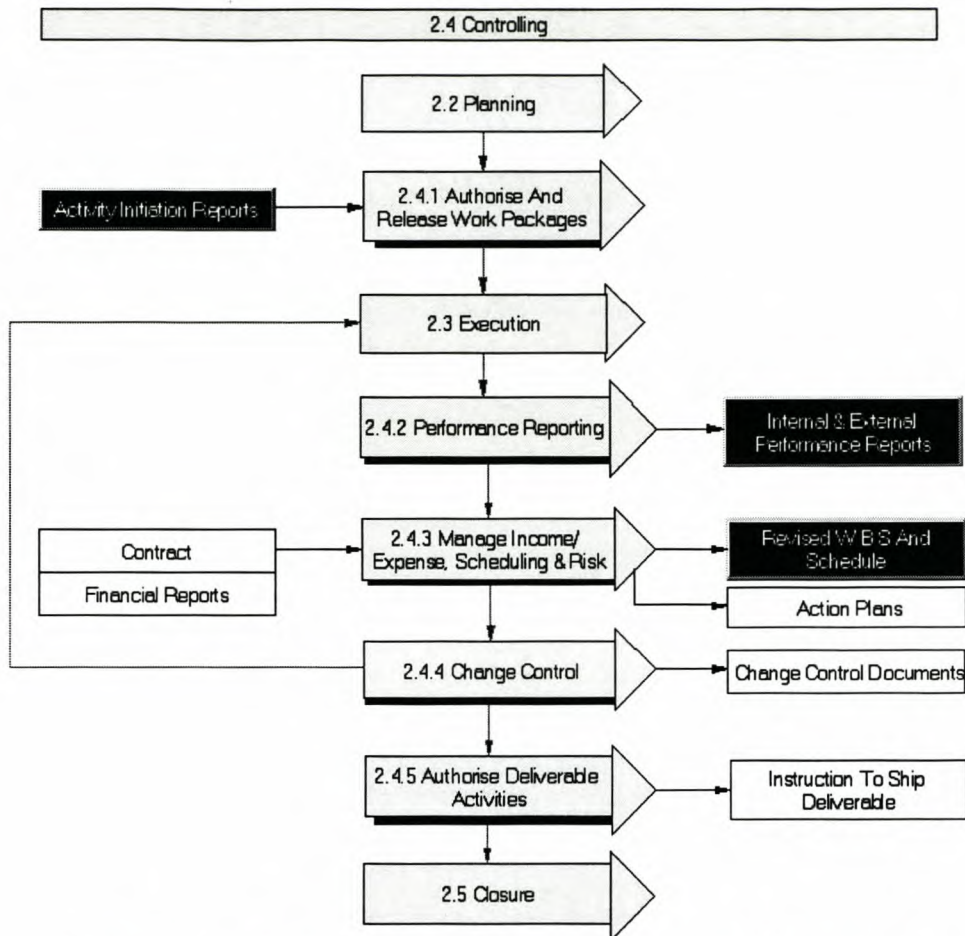 2.4 Controlling
2.2 Planning
Activity Initiation Reports
2.4.1 Authorise And
Release Work Packages
2.3 Execution
2.4.2 Performance Reporting
Internal & External
Performance Reports
Contract
Financial Reports
2.4.3 Manage Income/
Expense, Scheduling & Risk
Revised W B S And
Schedule
Action Plans
2.4.4 Change Control
Change Control Documents
2.4.5 Authorise Deliverable
Activities
Instruction To Ship
Deliverable
2.5 Closure